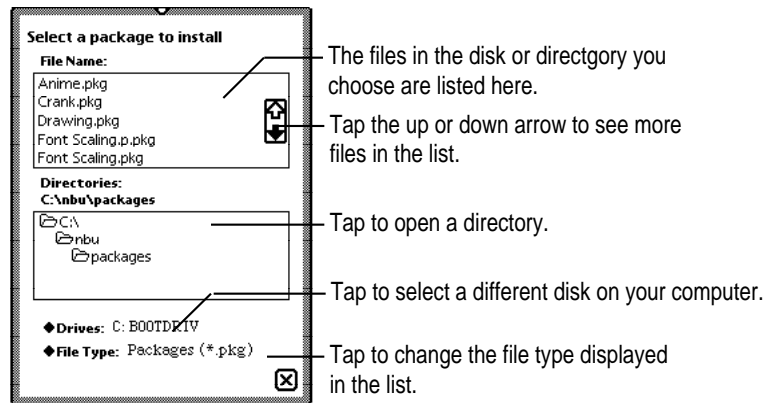 Select a package to install
File Name:
Anime.pkg
Crank.pkg
Drawing.pkg
Font Scaling.p.pkg
Font Scaling.pkg
Directories:
C:\nbu\packages
C:\
nbu
packages
Drives: C: BOOTDRIV
File Type: Packages (*.pkg)
The files in the disk or directgory you
choose are listed here.
Tap the up or down arrow to see more
files in the list.
Tap to open a directory.
Tap to select a different disk on your computer.
Tap to change the file type displayed
in the list.